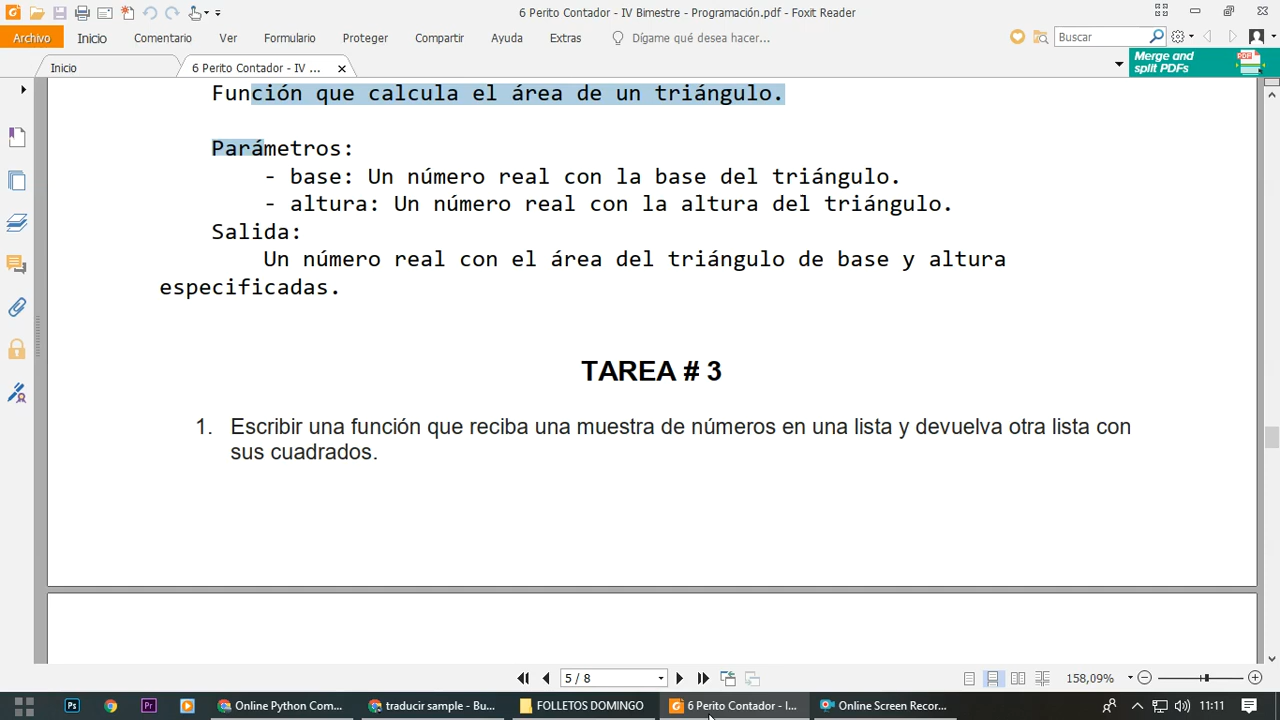 6 Perito Contador - IV Bimestre - Programación.pdf - Foxit Reader
Archivo Inicio Comentario Ver Formulario Proteger Compartir Ayuda Extras Dígame qué desea hacer... Buscar
Inicio 6 Perito Contador - IV ... Merge and split PDFs
Función que calcula el área de un triángulo.
Parámetros:
- base: Un número real con la base del triángulo.
- altura: Un número real con la altura del triángulo.
Salida:
Un número real con el área del triángulo de base y altura
especificadas.
TAREA # 3
1. Escribir una función que reciba una muestra de números en una lista y devuelva otra lista con
sus cuadrados.
5 / 8 158,09%
Ps Pr Online Python Com... traducir sample - Bu... FOLLETOS DOMINGO 6 Perito Contador - I... Online Screen Recor... 11:11